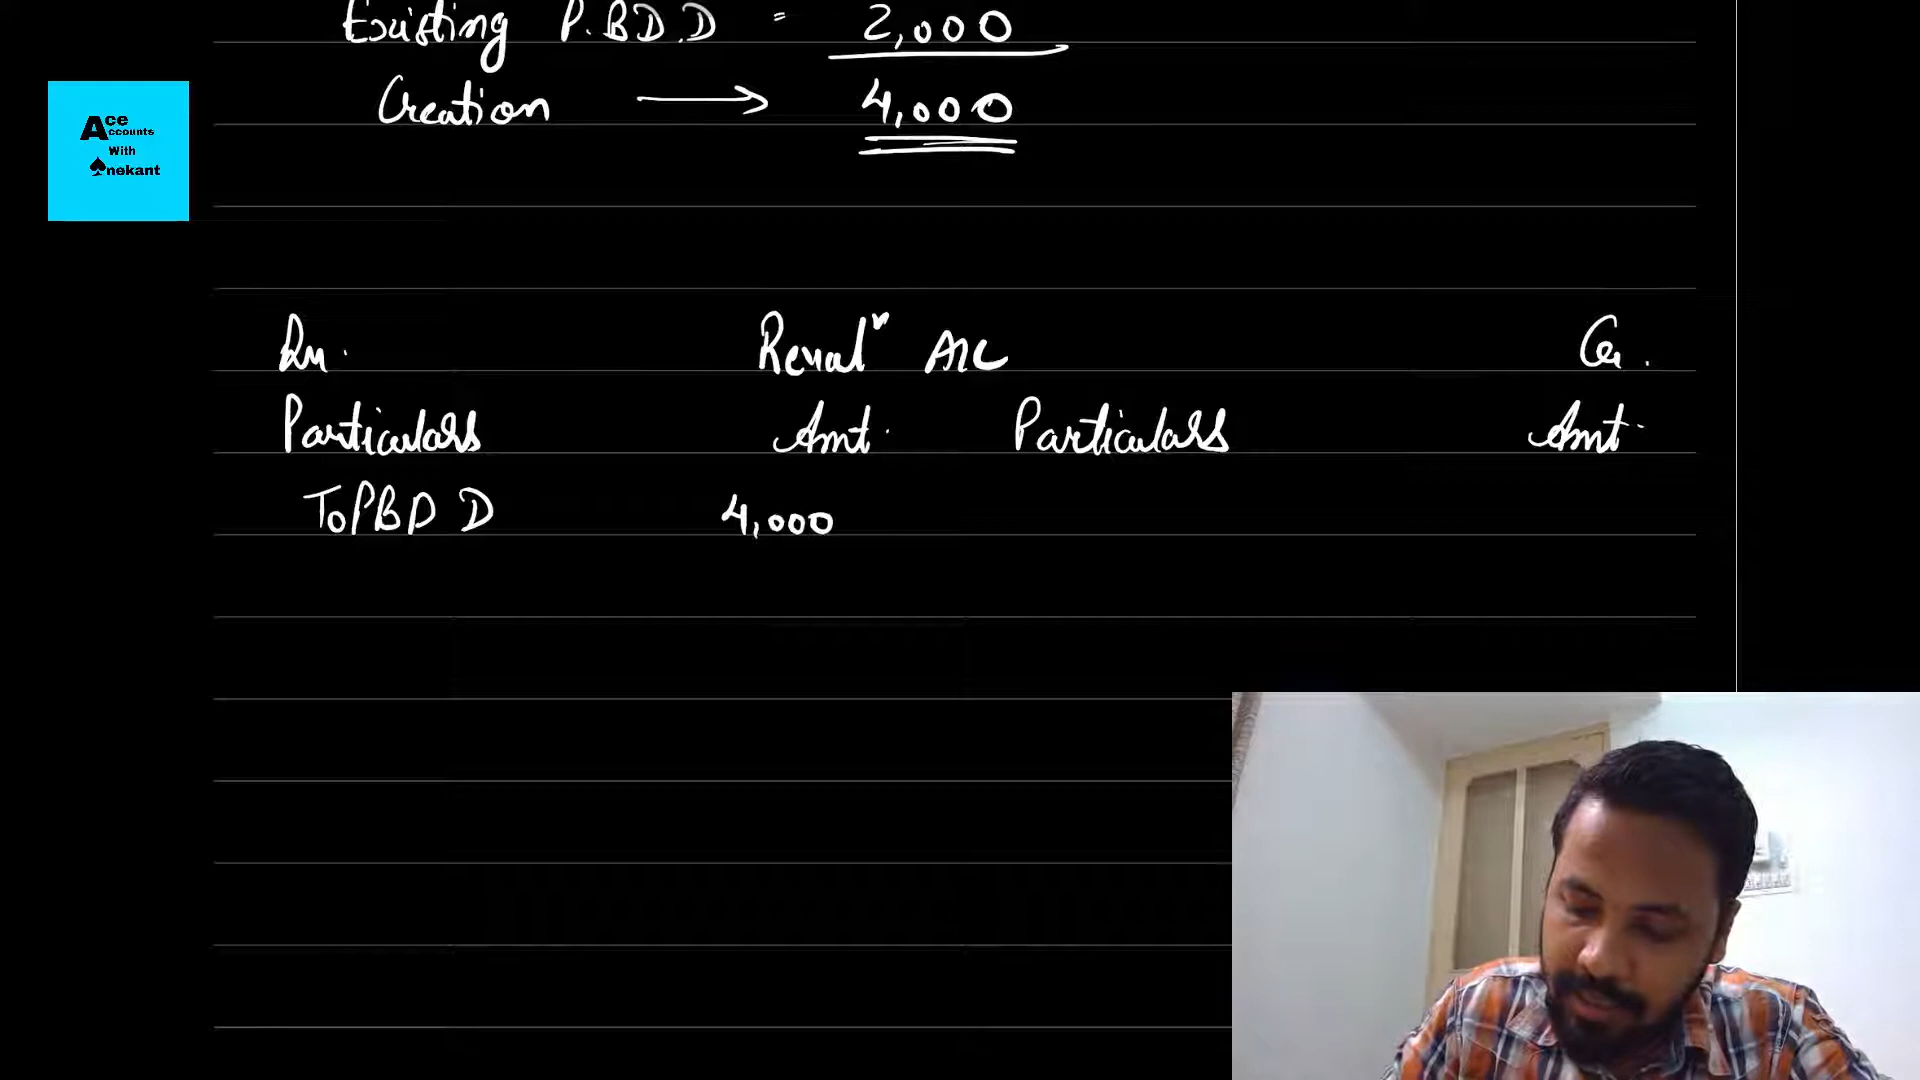 Existing P.B.D.D = 2,000
Creation → 4,000
Ace
Accounts
With
Anekant
Dr. Reval^n A/C Cr.
Particulars Amt. Particulars Amt.
To PBDD 4,000